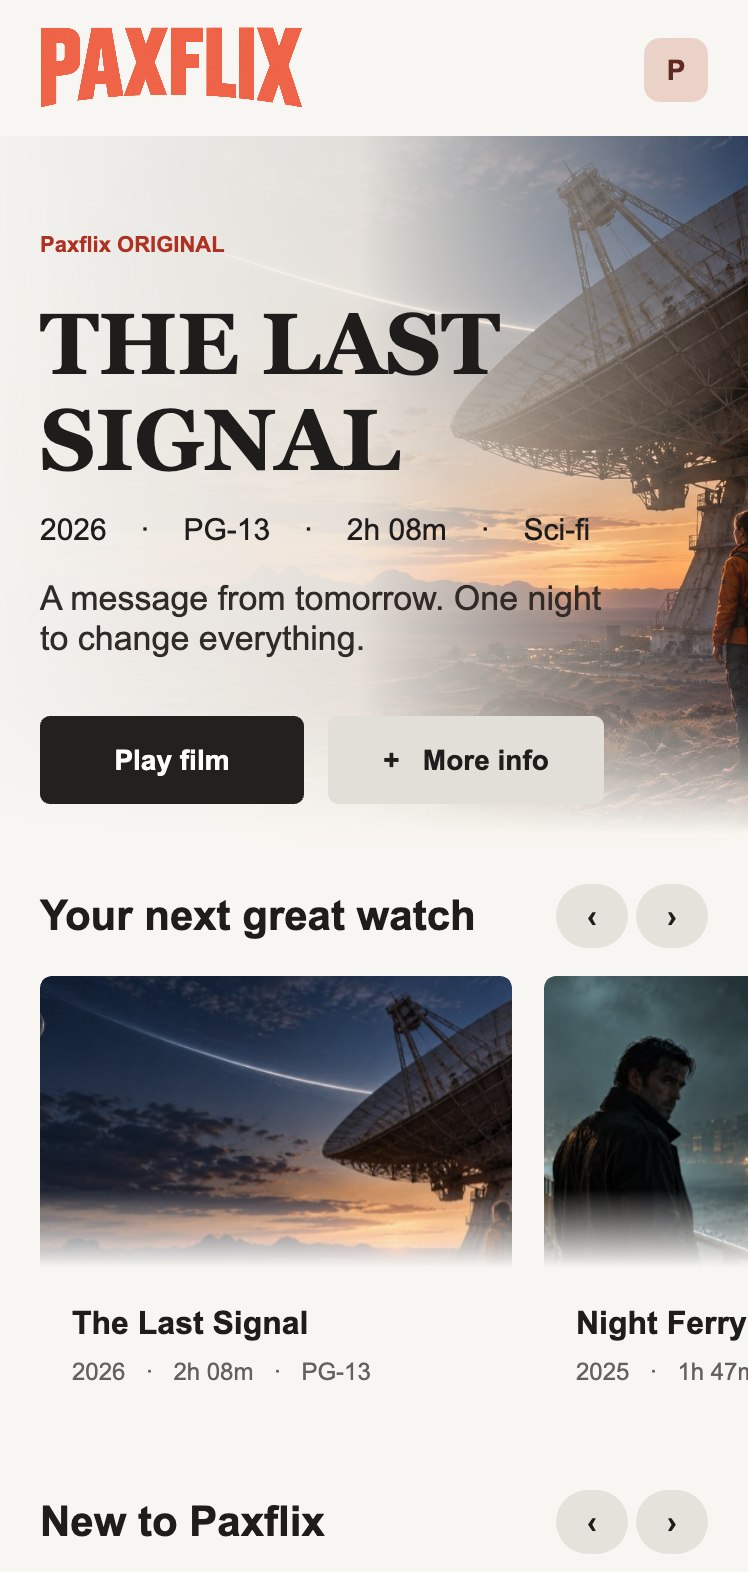 PAXFLIX
P
Paxflix ORIGINAL
THE LAST
SIGNAL
2026 · PG-13 · 2h 08m · Sci-fi
A message from tomorrow. One night
to change everything.
Play film
+ More info
Your next great watch
‹ ›
The Last Signal
2026 · 2h 08m · PG-13
Night Ferry
2025 · 1h 47m
New to Paxflix
‹ ›